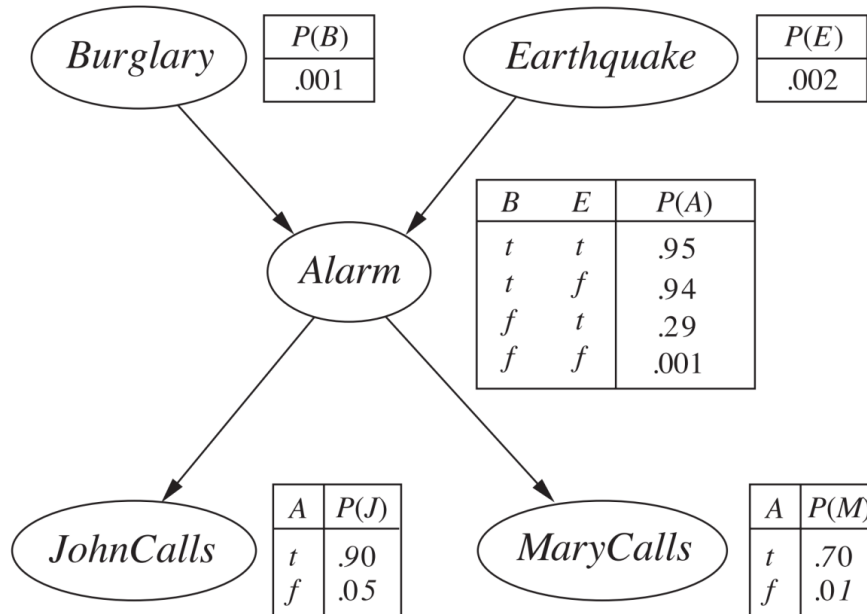 Burglary
P(B)
.001
Earthquake
P(E)
.002
Alarm
B E P(A)
t t .95
t f .94
f t .29
f f .001
JohnCalls
A P(J)
t .90
f .05
MaryCalls
A P(M)
t .70
f .01